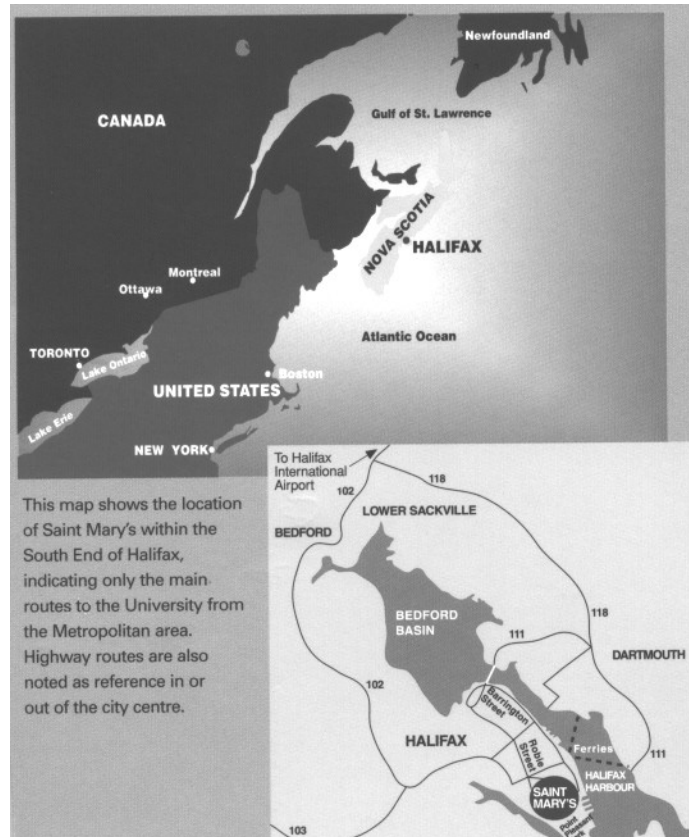 Newfoundland
Gulf of St. Lawrence
CANADA
NOVA SCOTIA
HALIFAX
Montreal
Ottawa
Atlantic Ocean
TORONTO
Lake Ontario
Boston
UNITED STATES
Lake Erie
NEW YORK
This map shows the location
of Saint Mary's within the
South End of Halifax,
indicating only the main
routes to the University from
the Metropolitan area.
Highway routes are also
noted as reference in or
out of the city centre.
To Halifax
International
Airport
102
118
LOWER SACKVILLE
BEDFORD
BEDFORD
BASIN
118
111
DARTMOUTH
102
Barrington
Street
HALIFAX
Robie
Street
Ferries
111
HALIFAX
HARBOUR
SAINT
MARY'S
Point
103